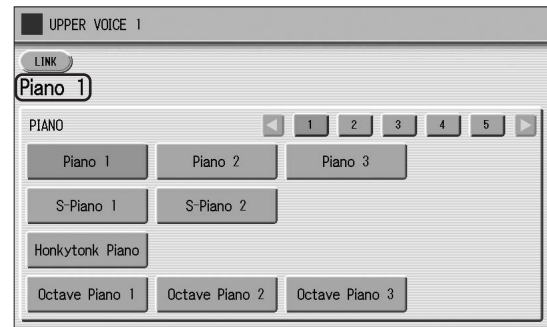 UPPER VOICE 1
LINK
Piano 1
PIANO 1 2 3 4 5
Piano 1 Piano 2 Piano 3
S-Piano 1 S-Piano 2
Honkytonk Piano
Octave Piano 1 Octave Piano 2 Octave Piano 3